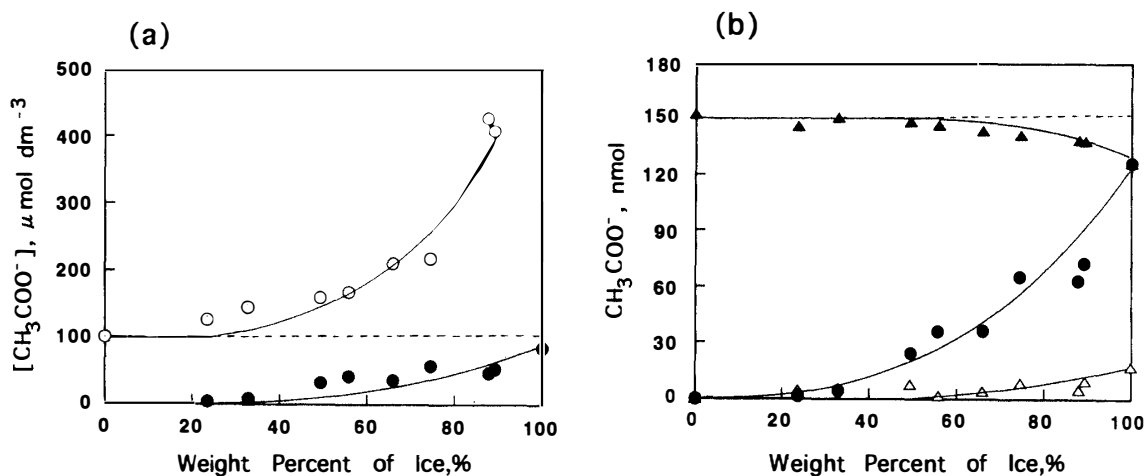 (a)
500
400
300
200
100
0
[CH₃COO⁻], μmol dm⁻³
0 20 40 60 80 100
Weight Percent of Ice,%
(b)
180
150
120
90
60
30
0
CH₃COO⁻, nmol
0 20 40 60 80 100
Weight Percent of Ice,%